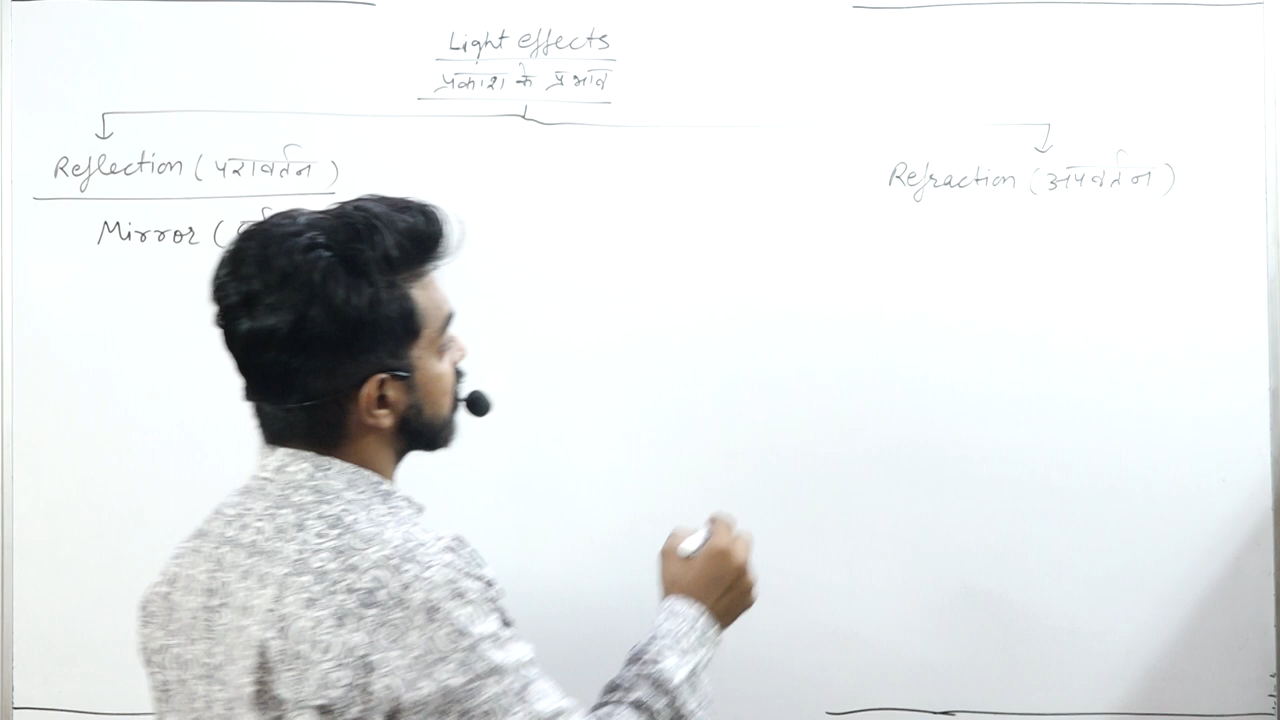 Light effects
प्रकाश के प्रभाव
Reflection (परावर्तन)
Refraction (अपवर्तन)
Mirror (